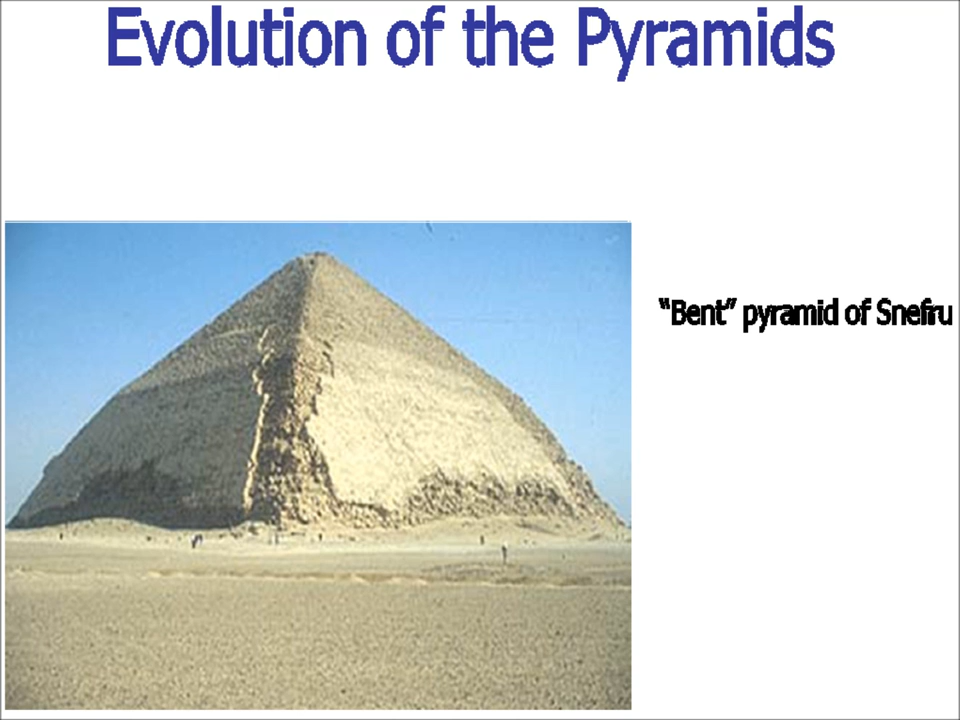 Evolution of the Pyramids
“Bent” pyramid of Snefru